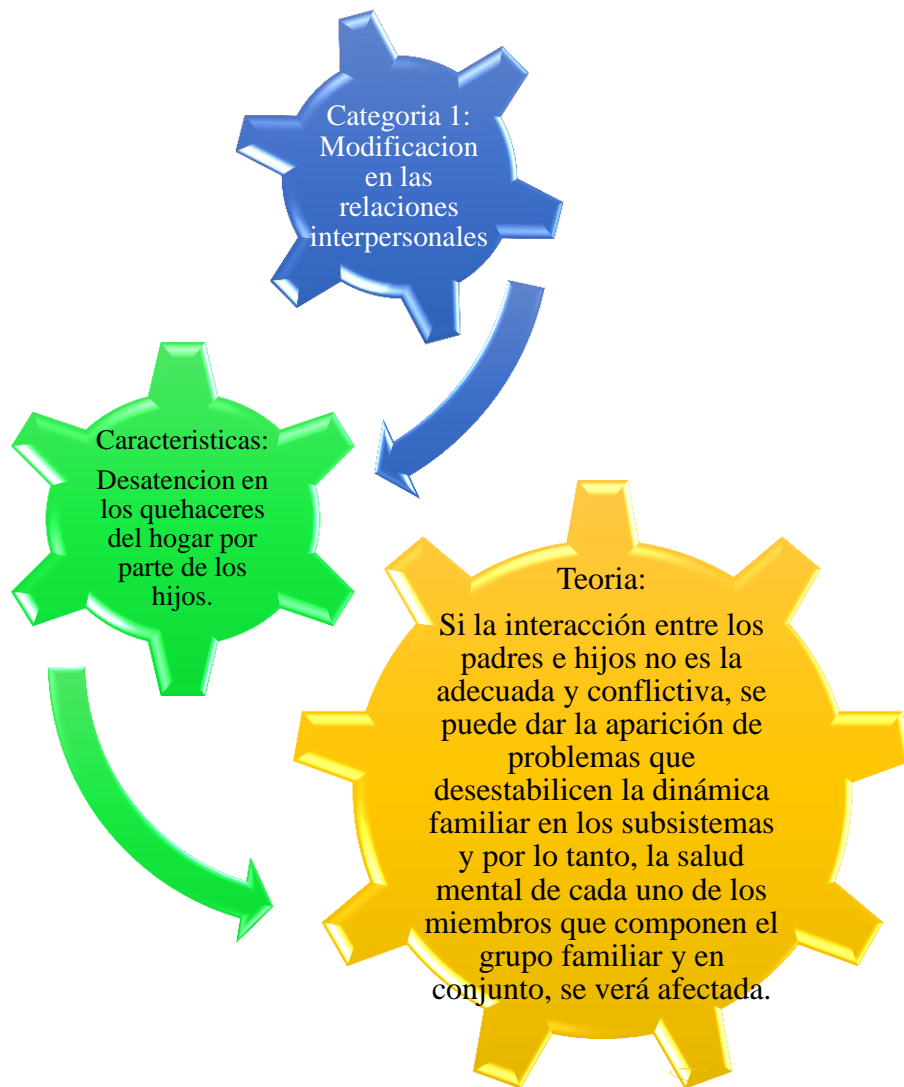 Categoria 1:
Modificacion
en las
relaciones
interpersonales
Caracteristicas:
Desatencion en
los quehaceres
del hogar por
parte de los
hijos.
Teoria:
Si la interacción entre los
padres e hijos no es la
adecuada y conflictiva, se
puede dar la aparición de
problemas que
desestabilicen la dinámica
familiar en los subsistemas
y por lo tanto, la salud
mental de cada uno de los
miembros que componen el
grupo familiar y en
conjunto, se verá afectada.